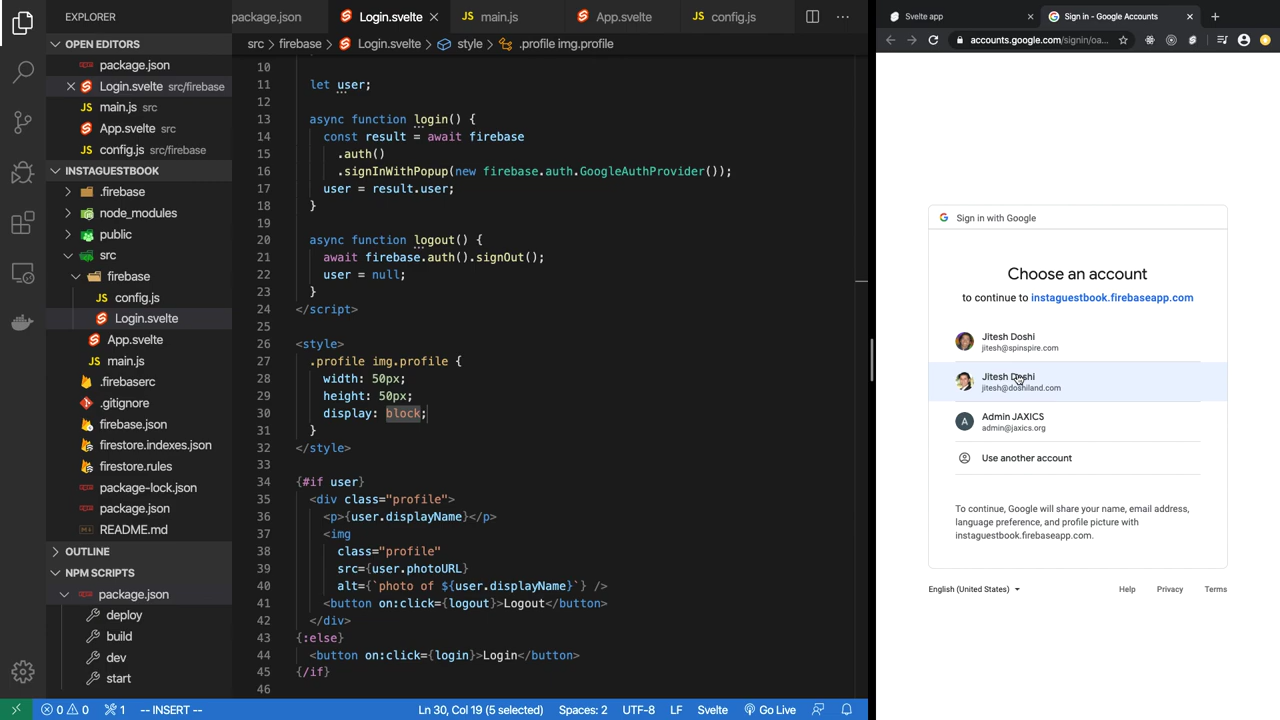 EXPLORER
OPEN EDITORS
package.json
Login.svelte src/firebase
JS main.js src
App.svelte src
JS config.js src/firebase
INSTAGUESTBOOK
.firebase
node_modules
public
src
firebase
JS config.js
Login.svelte
App.svelte
JS main.js
.firebaserc
.gitignore
firebase.json
firestore.indexes.json
firestore.rules
package-lock.json
package.json
README.md
OUTLINE
NPM SCRIPTS
package.json
deploy
build
dev
start
package.json
Login.svelte
JS main.js
App.svelte
JS config.js
src > firebase > Login.svelte > style > .profile img.profile
10
11 let user;
12
13 async function login() {
14 const result = await firebase
15 .auth()
16 .signInWithPopup(new firebase.auth.GoogleAuthProvider());
17 user = result.user;
18 }
19
20 async function logout() {
21 await firebase.auth().signOut();
22 user = null;
23 }
24 </script>
25
26 <style>
27 .profile img.profile {
28 width: 50px;
29 height: 50px;
30 display: block;
31 }
32 </style>
33
34 {#if user}
35 <div class="profile">
36 <p>{user.displayName}</p>
37 <img
38 class="profile"
39 src={user.photoURL}
40 alt={`photo of ${user.displayName}`} />
41 <button on:click={logout}>Logout</button>
42 </div>
43 {:else}
44 <button on:click={login}>Login</button>
45 {/if}
46
0 0 1 -- INSERT -- Ln 30, Col 19 (5 selected) Spaces: 2 UTF-8 LF Svelte Go Live
Svelte app
Sign in - Google Accounts
accounts.google.com/signin/oa...
Sign in with Google
Choose an account
to continue to instaguestbook.firebaseapp.com
Jitesh Doshi
jitesh@spinspire.com
Jitesh Doshi
jitesh@doshiland.com
A
Admin JAXICS
admin@jaxics.org
Use another account
To continue, Google will share your name, email address,
language preference, and profile picture with
instaguestbook.firebaseapp.com.
English (United States) Help Privacy Terms